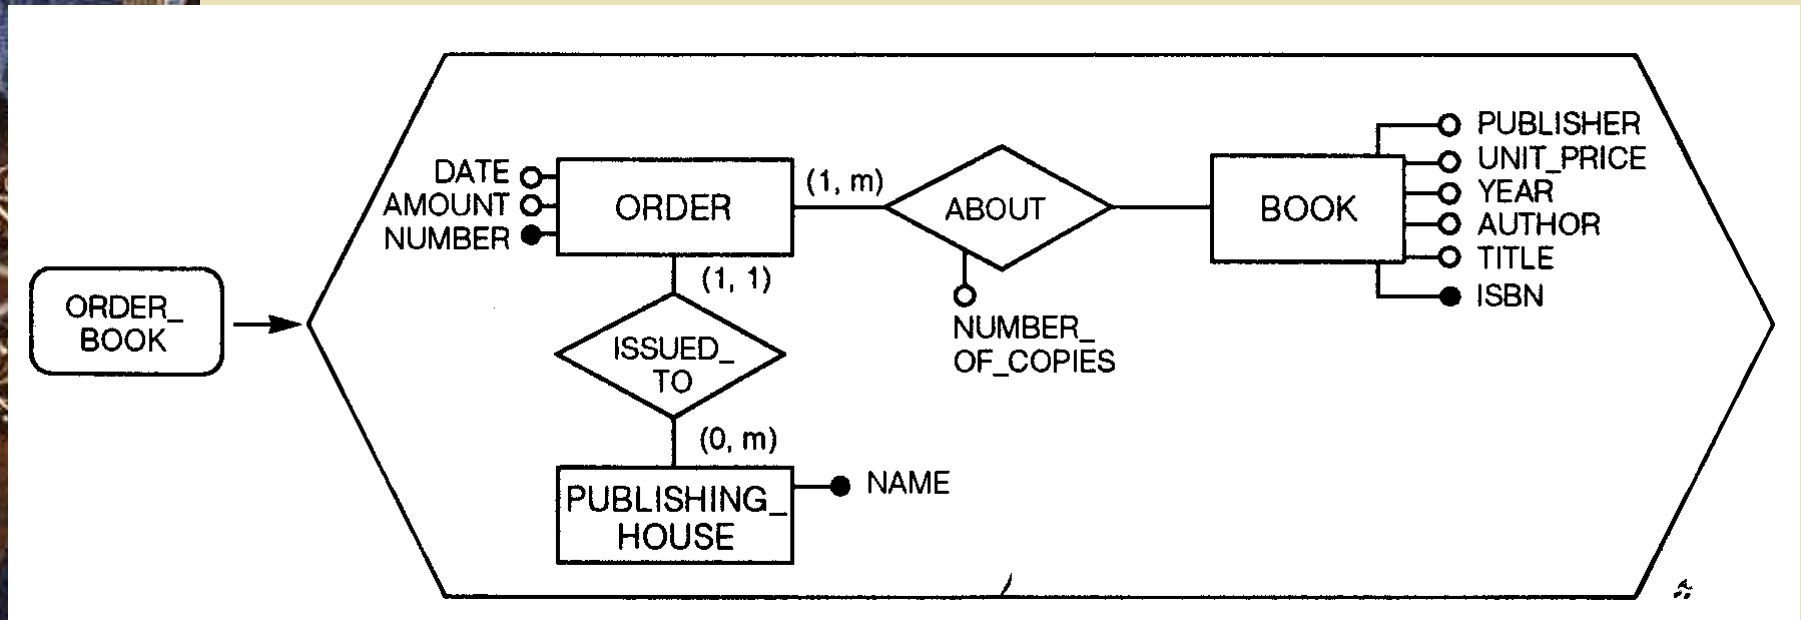 ORDER_
BOOK
DATE
AMOUNT
NUMBER
ORDER
(1, m)
ABOUT
NUMBER_
OF_COPIES
BOOK
PUBLISHER
UNIT_PRICE
YEAR
AUTHOR
TITLE
ISBN
(1, 1)
ISSUED_
TO
(0, m)
PUBLISHING_
HOUSE
NAME